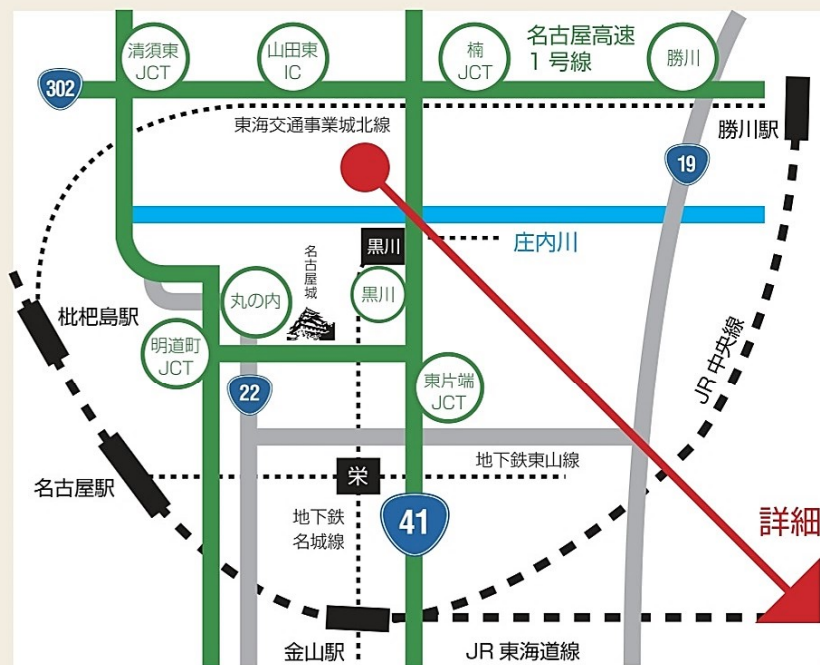 清須東
JCT
山田東
IC
楠
JCT
名古屋高速
1号線
勝川
302
東海交通事業城北線
勝川駅
19
黒川
庄内川
名古屋城
丸の内
黒川
枇杷島駅
明道町
JCT
22
東片端
JCT
JR中央線
栄
地下鉄東山線
名古屋駅
地下鉄
名城線
41
詳細
金山駅
JR東海道線